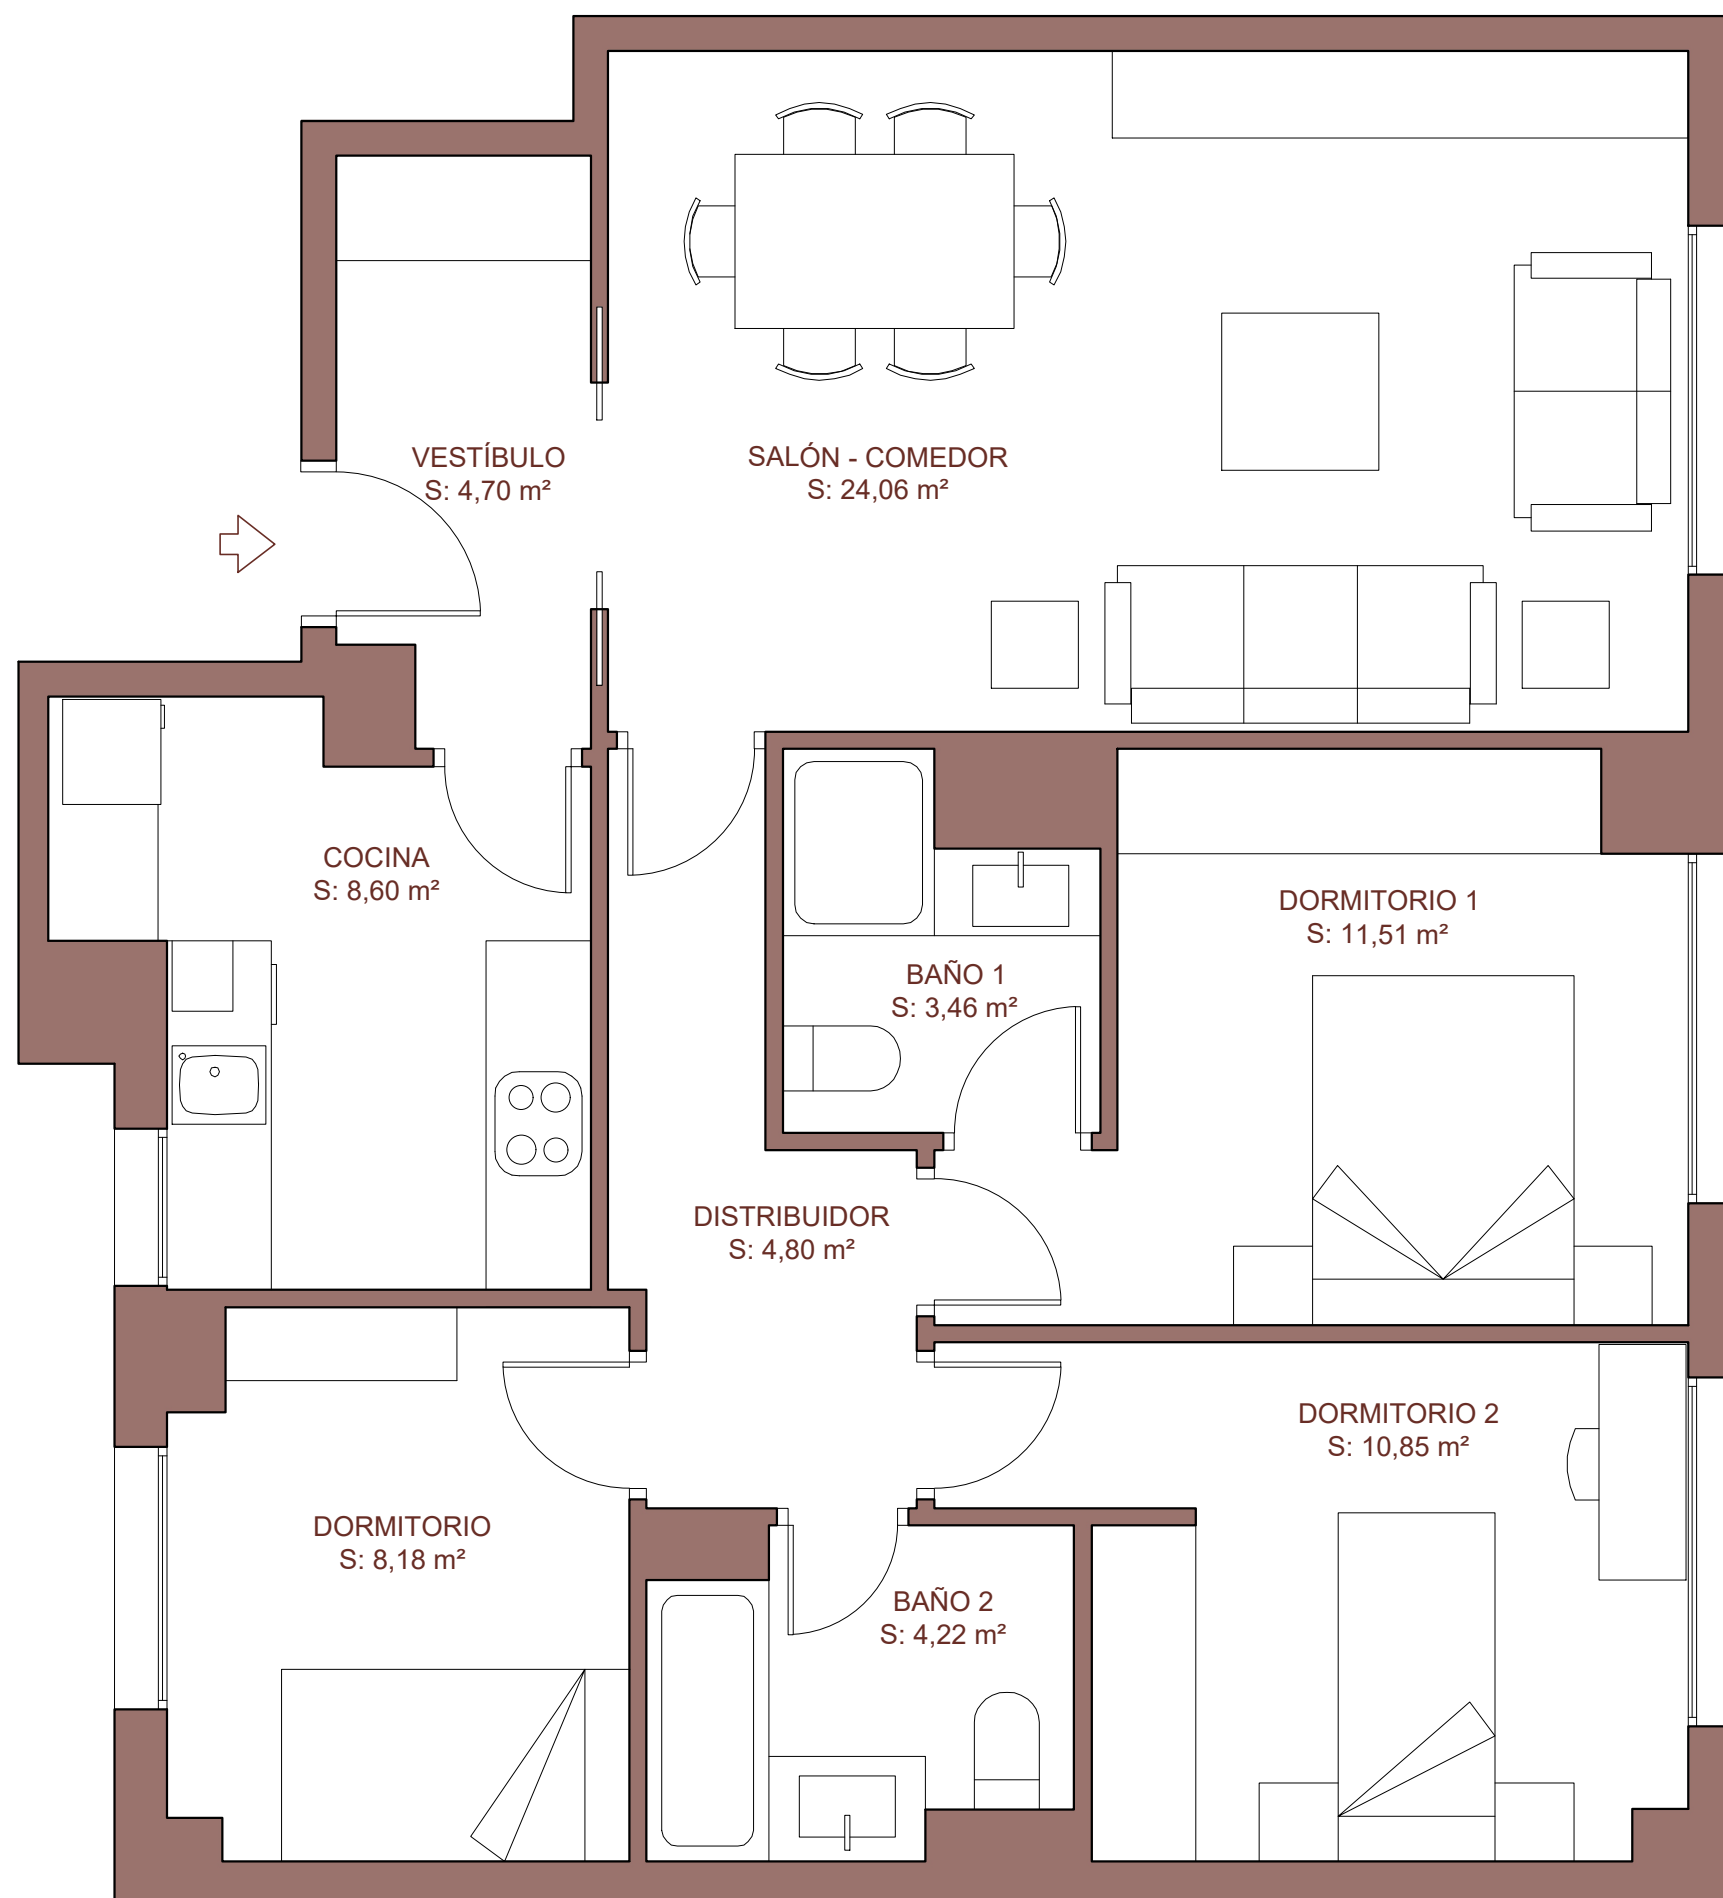 VESTÍBULO
S: 4,70 m²
SALÓN - COMEDOR
S: 24,06 m²
COCINA
S: 8,60 m²
DORMITORIO 1
S: 11,51 m²
BAÑO 1
S: 3,46 m²
DISTRIBUIDOR
S: 4,80 m²
DORMITORIO 2
S: 10,85 m²
DORMITORIO
S: 8,18 m²
BAÑO 2
S: 4,22 m²